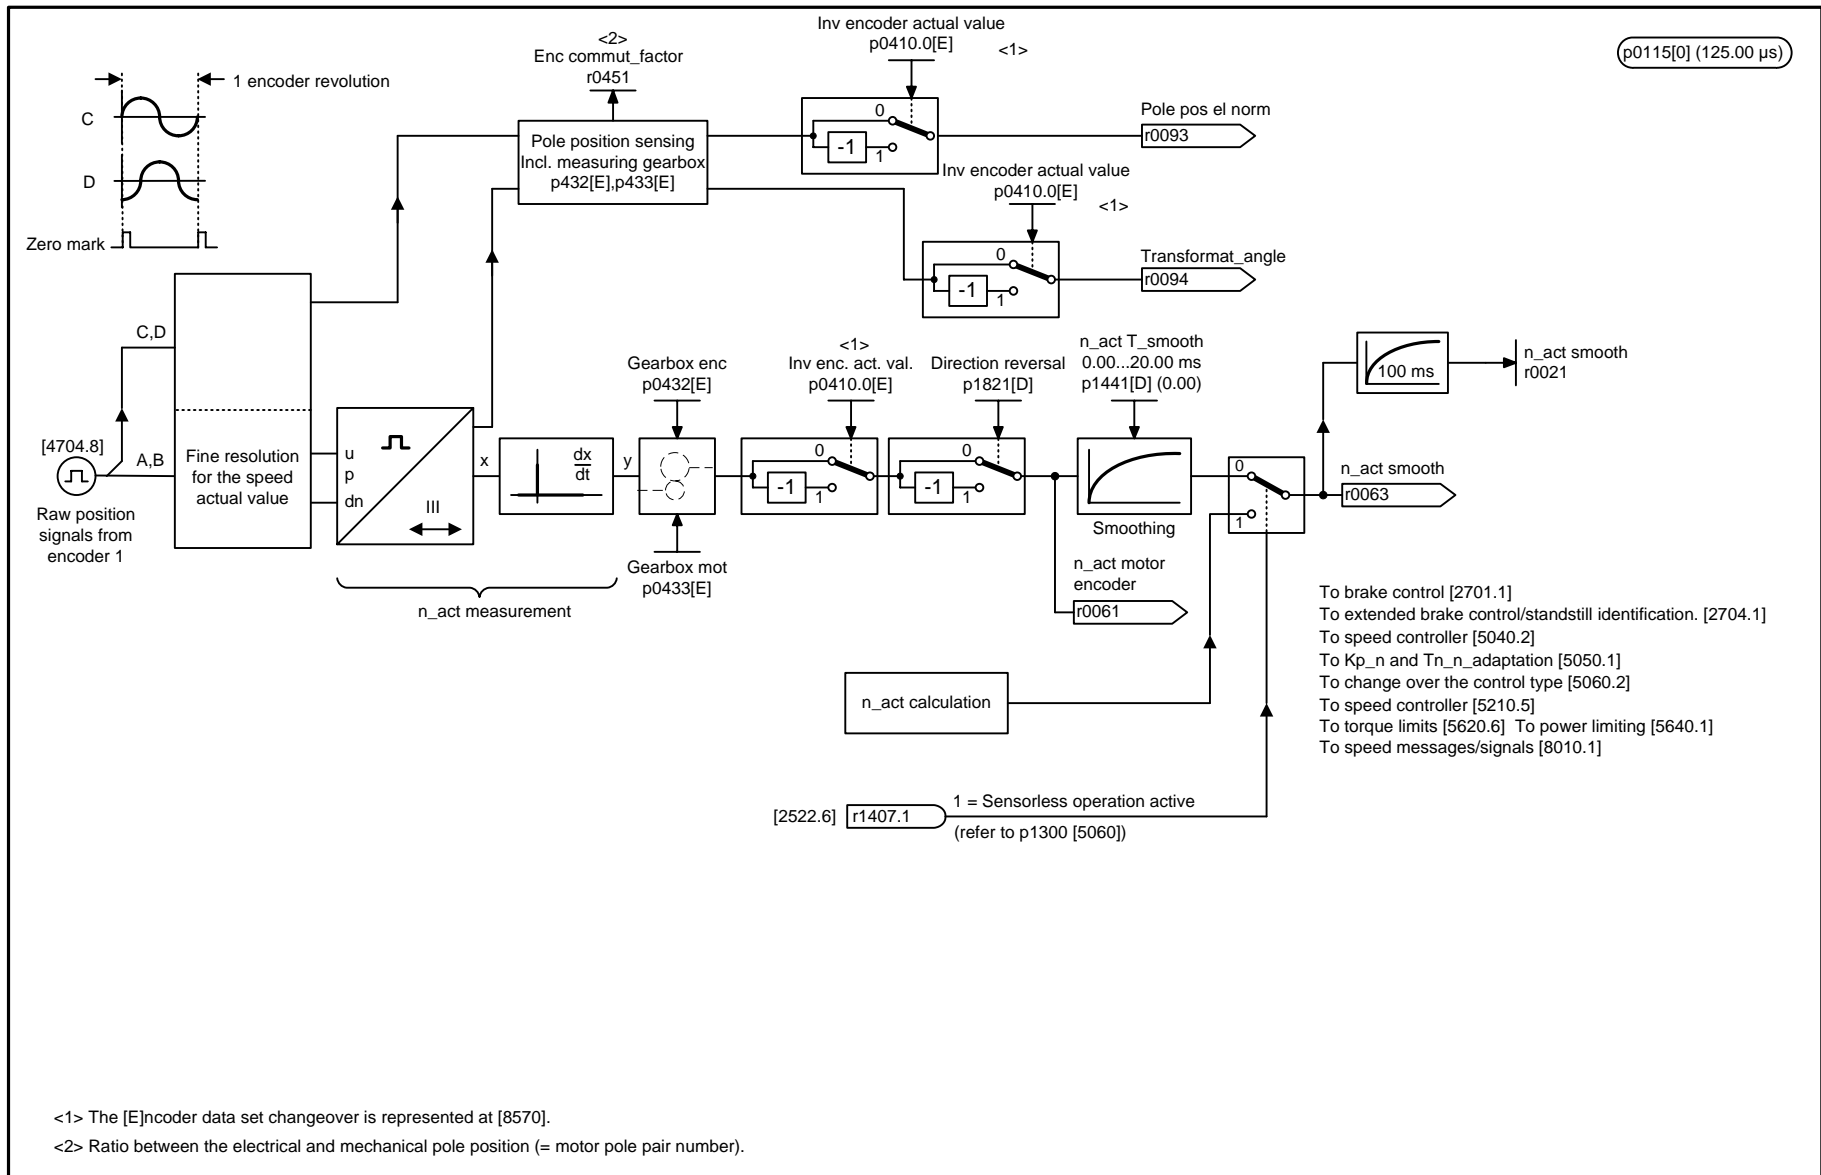 Inv encoder actual value
p0410.0[E]
<1>
<2>
Enc commut_factor
r0451
p0115[0] (125.00 µs)
1 encoder revolution
C
D
Zero mark
Pole position sensing
Incl. measuring gearbox
p432[E],p433[E]
0
-1
1
Pole pos el norm
r0093
Inv encoder actual value
p0410.0[E]
<1>
0
-1
1
Transformat_angle
r0094
C,D
[4704.8]
A,B
Raw position
signals from
encoder 1
Fine resolution
for the speed
actual value
u
p
dn
III
x
dx
dt
y
n_act measurement
Gearbox enc
p0432[E]
Gearbox mot
p0433[E]
<1>
Inv enc. act. val.
p0410.0[E]
0
-1
1
Direction reversal
p1821[D]
0
-1
1
n_act T_smooth
0.00...20.00 ms
p1441[D] (0.00)
Smoothing
n_act motor
encoder
r0061
0
1
100 ms
n_act smooth
r0021
n_act smooth
r0063
n_act calculation
To brake control [2701.1]
To extended brake control/standstill identification. [2704.1]
To speed controller [5040.2]
To Kp_n and Tn_n_adaptation [5050.1]
To change over the control type [5060.2]
To speed controller [5210.5]
To torque limits [5620.6] To power limiting [5640.1]
To speed messages/signals [8010.1]
[2522.6]
r1407.1
1 = Sensorless operation active
(refer to p1300 [5060])
<1> The [E]ncoder data set changeover is represented at [8570].
<2> Ratio between the electrical and mechanical pole position (= motor pole pair number).